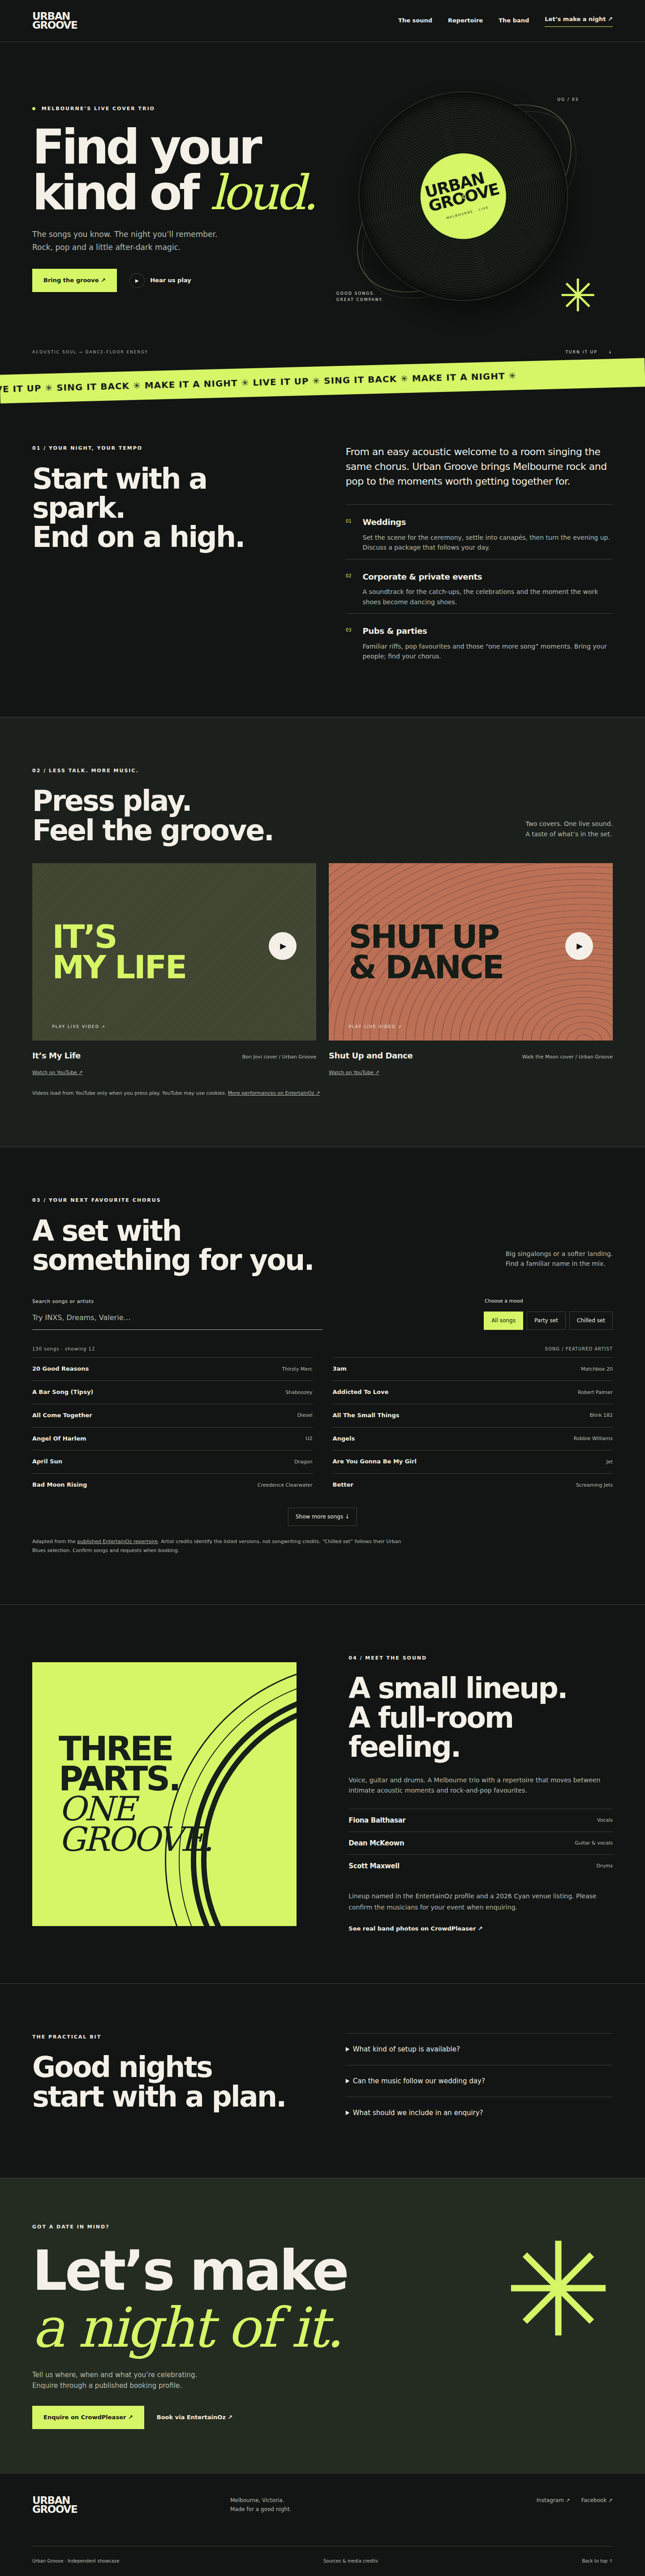 URBAN
GROOVE
The sound
Repertoire
The band
Let’s make a night ↗
MELBOURNE’S LIVE COVER TRIO
UG / 03
Find your
kind of loud.
URBAN
GROOVE
MELBOURNE LIVE
The songs you know. The night you’ll remember.
Rock, pop and a little after-dark magic.
Bring the groove ↗
▶ Hear us play
GOOD SONGS.
GREAT COMPANY.
ACOUSTIC SOUL → DANCE-FLOOR ENERGY
TURN IT UP ↓
VE IT UP ✳ SING IT BACK ✳ MAKE IT A NIGHT ✳ LIVE IT UP ✳ SING IT BACK ✳ MAKE IT A NIGHT ✳
01 / YOUR NIGHT, YOUR TEMPO
Start with a
spark.
End on a high.
From an easy acoustic welcome to a room singing the
same chorus. Urban Groove brings Melbourne rock and
pop to the moments worth getting together for.
01 Weddings
Set the scene for the ceremony, settle into canapés, then turn the evening up.
Discuss a package that follows your day.
02 Corporate & private events
A soundtrack for the catch-ups, the celebrations and the moment the work
shoes become dancing shoes.
03 Pubs & parties
Familiar riffs, pop favourites and those “one more song” moments. Bring your
people; find your chorus.
02 / LESS TALK. MORE MUSIC.
Press play.
Feel the groove.
Two covers. One live sound.
A taste of what’s in the set.
IT’S
MY LIFE
▶
PLAY LIVE VIDEO ↗
SHUT UP
& DANCE
▶
PLAY LIVE VIDEO ↗
It’s My Life
Bon Jovi cover / Urban Groove
Watch on YouTube ↗
Shut Up and Dance
Walk the Moon cover / Urban Groove
Watch on YouTube ↗
Videos load from YouTube only when you press play. YouTube may use cookies. More performances on EntertainOz ↗
03 / YOUR NEXT FAVOURITE CHORUS
A set with
something for you.
Big singalongs or a softer landing.
Find a familiar name in the mix.
Search songs or artists
Try INXS, Dreams, Valerie…
Choose a mood
All songs
Party set
Chilled set
130 songs · showing 12
SONG / FEATURED ARTIST
20 Good Reasons Thirsty Merc
3am Matchbox 20
A Bar Song (Tipsy) Shaboozey
Addicted To Love Robert Palmer
All Come Together Diesel
All The Small Things Blink 182
Angel Of Harlem U2
Angels Robbie Williams
April Sun Dragon
Are You Gonna Be My Girl Jet
Bad Moon Rising Creedence Clearwater
Better Screaming Jets
Show more songs ↓
Adapted from the published EntertainOz repertoire. Artist credits identify the listed versions, not songwriting credits. “Chilled set” follows their Urban
Blues selection. Confirm songs and requests when booking.
THREE
PARTS.
ONE
GROOVE.
04 / MEET THE SOUND
A small lineup.
A full-room
feeling.
Voice, guitar and drums. A Melbourne trio with a repertoire that moves between
intimate acoustic moments and rock-and-pop favourites.
Fiona Balthasar Vocals
Dean McKeown Guitar & vocals
Scott Maxwell Drums
Lineup named in the EntertainOz profile and a 2026 Cyan venue listing. Please
confirm the musicians for your event when enquiring.
See real band photos on CrowdPleaser ↗
THE PRACTICAL BIT
Good nights
start with a plan.
▶ What kind of setup is available?
▶ Can the music follow our wedding day?
▶ What should we include in an enquiry?
GOT A DATE IN MIND?
Let’s make
a night of it.
Tell us where, when and what you’re celebrating.
Enquire through a published booking profile.
Enquire on CrowdPleaser ↗
Book via EntertainOz ↗
URBAN
GROOVE
Melbourne, Victoria.
Made for a good night.
Instagram ↗
Facebook ↗
Urban Groove · Independent showcase
Sources & media credits
Back to top ↑